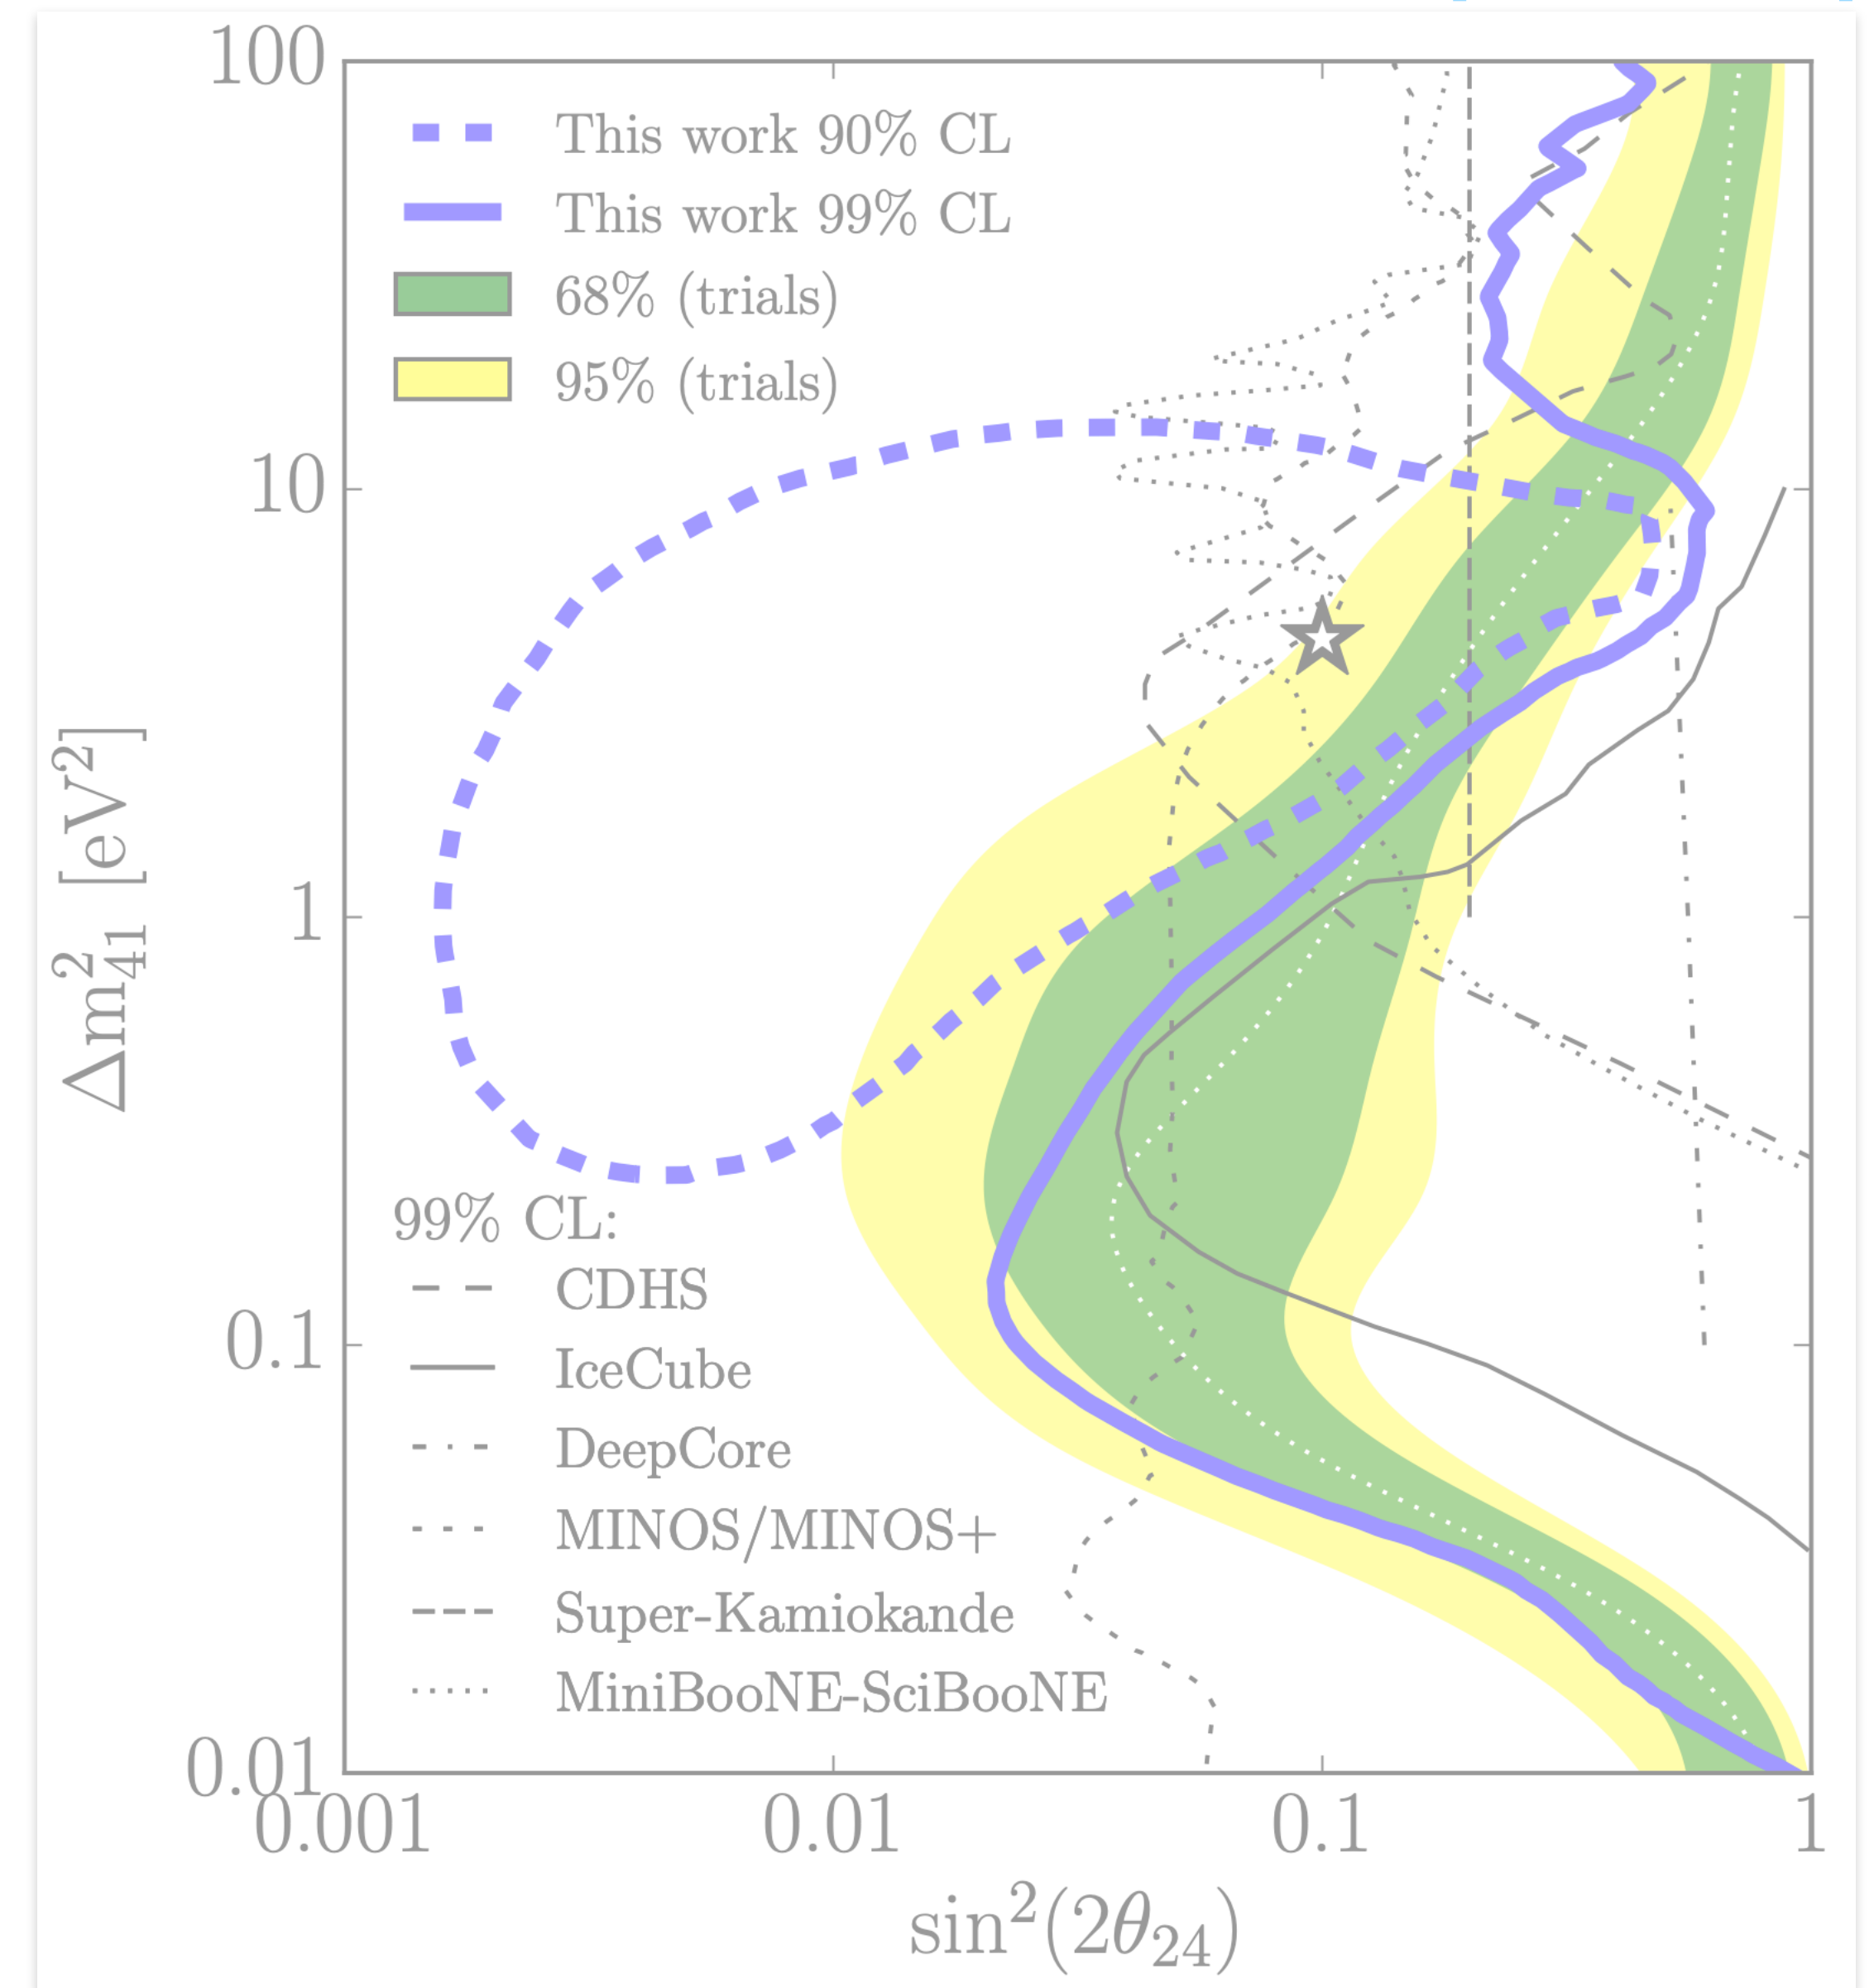 100
10
1
0.1
0.01
Δm²₄₁ [eV²]
This work 90% CL
This work 99% CL
68% (trials)
95% (trials)
99% CL:
CDHS
IceCube
DeepCore
MINOS/MINOS+
Super-Kamiokande
MiniBooNE-SciBooNE
0.001 0.01 0.1 1
sin²(2θ₂₄)